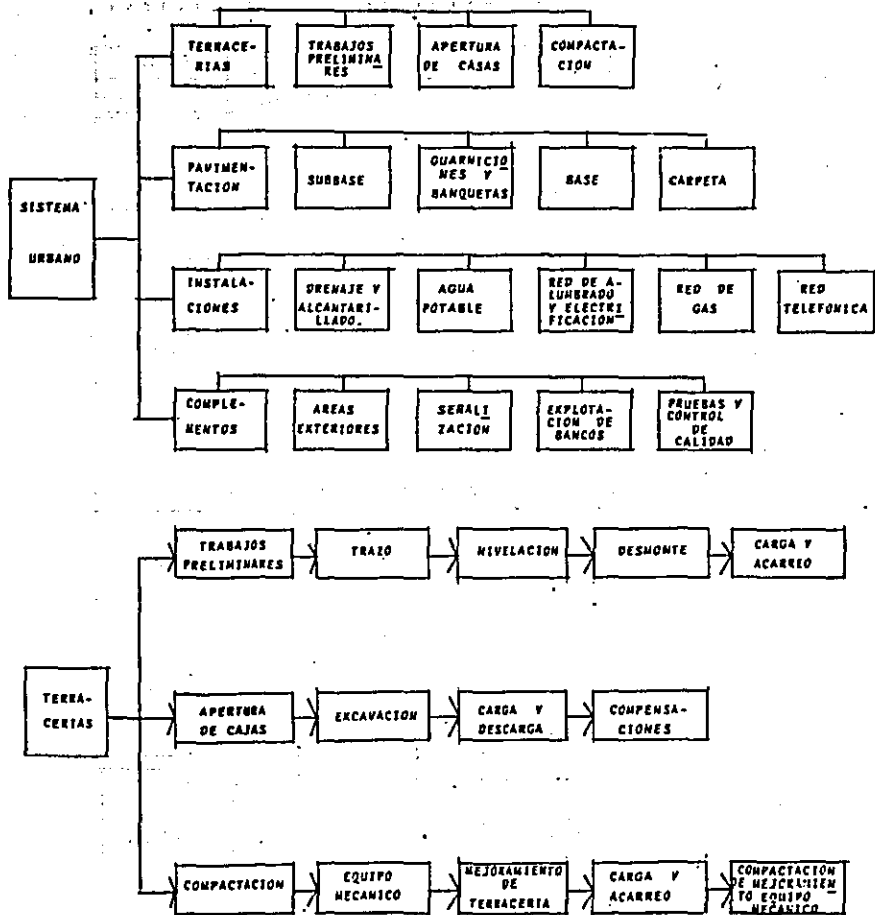 TERRACE-
RIAS
TRABAJOS
PRELIMINA
RES
APERTURA
DE CASAS
COMPACTA-
CION
PAVIMEN-
TACION
SUBBASE
GUARNICIO
NES Y
BANQUETAS
BASE
CARPETA
SISTEMA
URBANO
INSTALA-
CIONES
DRENAJE Y
ALCANTARI-
LLADO.
AGUA
POTABLE
RED DE A-
LUMBRADO
Y ELECTRI
FICACION
RED DE
GAS
RED
TELEFONICA
COMPLE-
MENTOS
AREAS
EXTERIORES
SEÑALI
ZACION
EXPLOTA-
CION DE
BANCOS
PRUEBAS Y
CONTROL
DE
CALIDAD
TRABAJOS
PRELIMINARES
TRAZO
NIVELACION
DESMONTE
CARGA Y
ACARREO
TERRA-
CERIAS
APERTURA
DE CAJAS
EXCAVACION
CARGA Y
DESCARGA
COMPENSA-
CIONES
COMPACTACION
EQUIPO
MECANICO
MEJORAMIENTO
DE
TERRACERIA
CARGA Y
ACARREO
COMPACTACION
DE MEJORAMIEN
TO EQUIPO
MECANICO